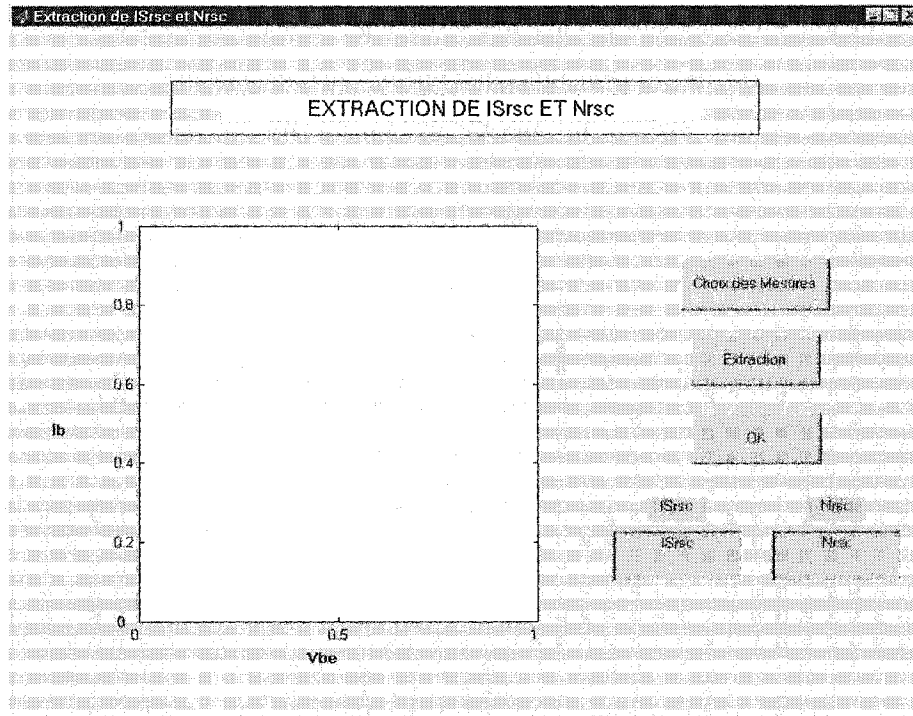 Extraction de ISrsc et Nrsc
EXTRACTION DE ISrsc ET Nrsc
1
0.8
0.6
0.4
0.2
0
Ib
0
0.5
1
Vbe
Choix des Mesures
Extraction
OK
ISrsc
Nrsc
ISrsc
Nrsc